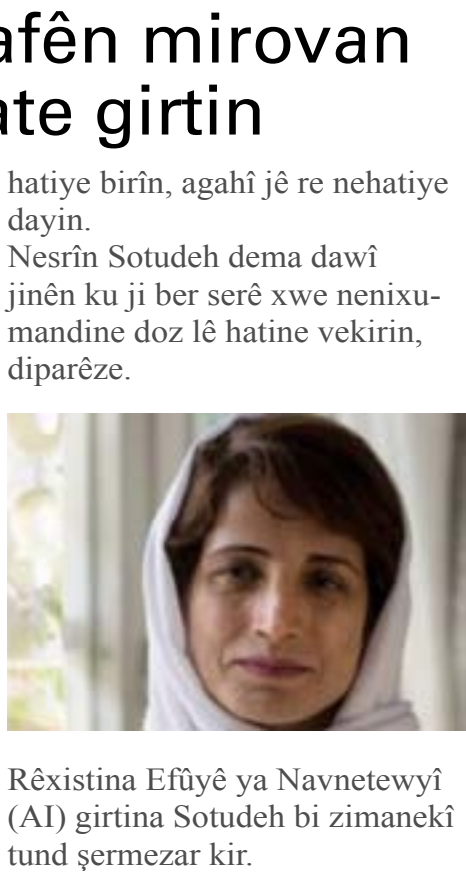 afên mirovan
ate girtin
hatiye birîn, agahî jê re nehatiye
dayin.
Nesrîn Sotudeh dema dawî
jinên ku ji ber serê xwe nenixu-
mandine doz lê hatine vekirin,
diparêze.
Rêxistina Efûyê ya Navnetewyî
(AI) girtina Sotudeh bi zimanekî
tund şermezar kir.